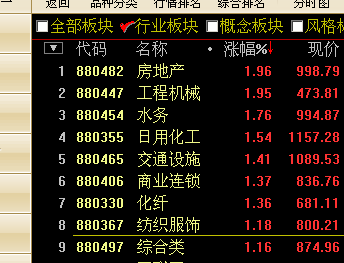 返回 品种分类 行情排名 综合排名 分时图
全部板块 行业板块 概念板块 风格板
代码 名称 • 涨幅%↓ 现价
1 880482 房地产 1.96 998.79
2 880447 工程机械 1.95 473.81
3 880454 水务 1.76 994.87
4 880355 日用化工 1.54 1157.28
5 880465 交通设施 1.41 1089.53
6 880406 商业连锁 1.37 836.76
7 880330 化纤 1.36 681.11
8 880367 纺织服饰 1.18 800.21
9 880497 综合类 1.16 874.96